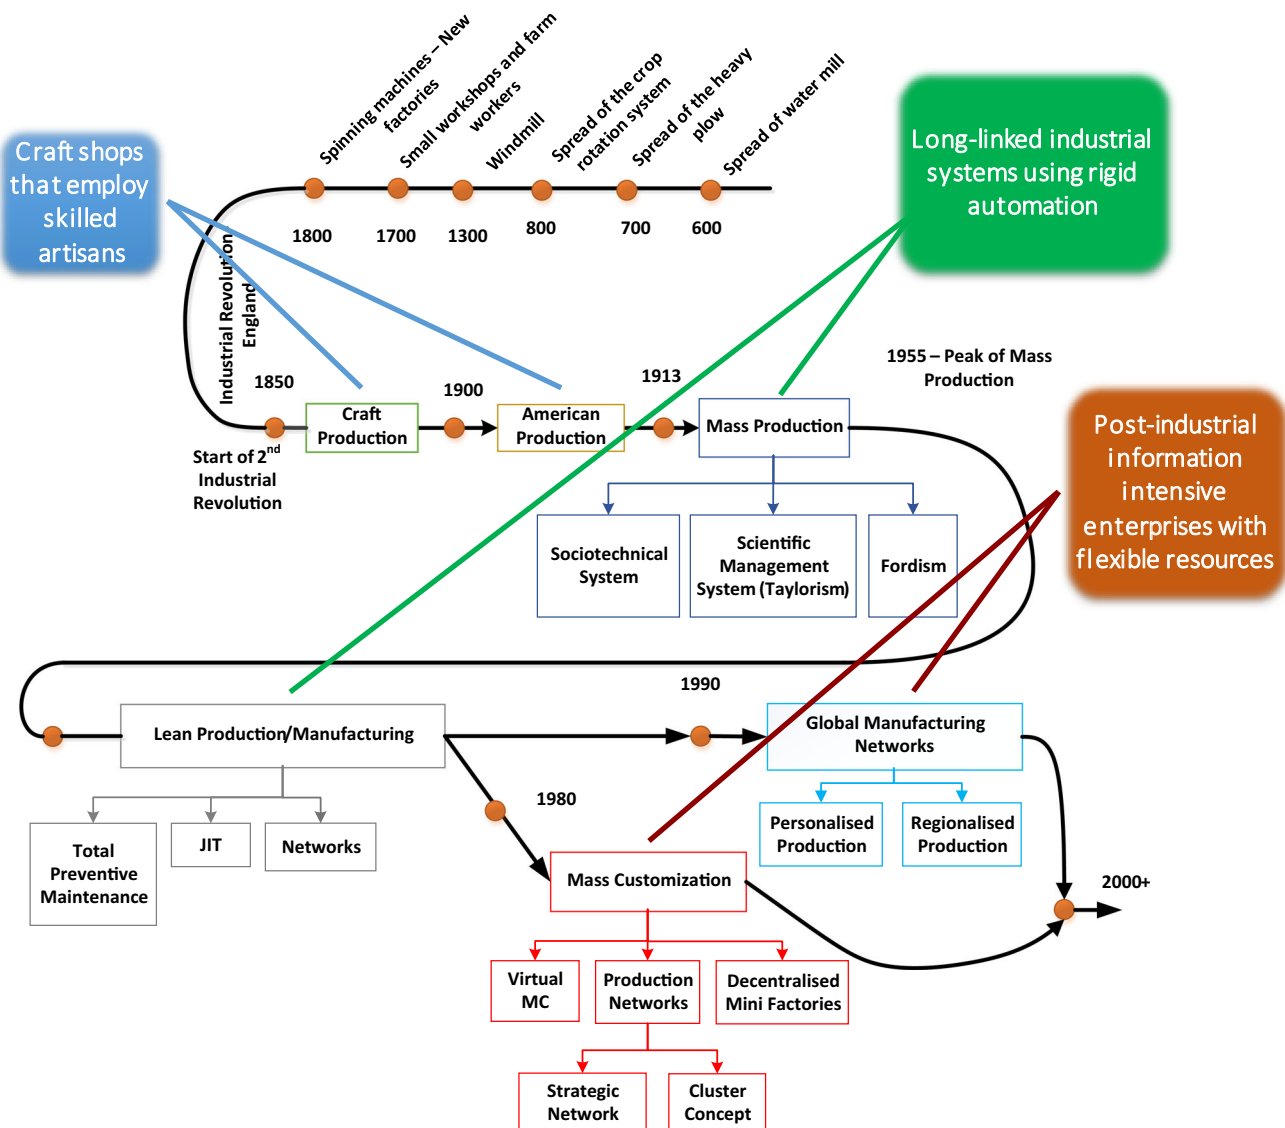 Spinning machines – New
factories
Small workshops and farm
workers
Windmill
Spread of the crop
rotation system
Spread of the heavy
plow
Spread of water mill
Craft shops
that employ
skilled
artisans
Long-linked industrial
systems using rigid
automation
1800
1700
1300
800
700
600
Industrial Revolution
England
1955 – Peak of Mass
Production
1850
1900
1913
Craft
Production
American
Production
Mass Production
Start of 2nd
Industrial
Revolution
Post-industrial
information
intensive
enterprises with
flexible resources
Sociotechnical
System
Scientific
Management
System (Taylorism)
Fordism
1990
Lean Production/Manufacturing
Global Manufacturing
Networks
1980
Total
Preventive
Maintenance
JIT
Networks
Personalised
Production
Regionalised
Production
Mass Customization
2000+
Virtual
MC
Production
Networks
Decentralised
Mini Factories
Strategic
Network
Cluster
Concept